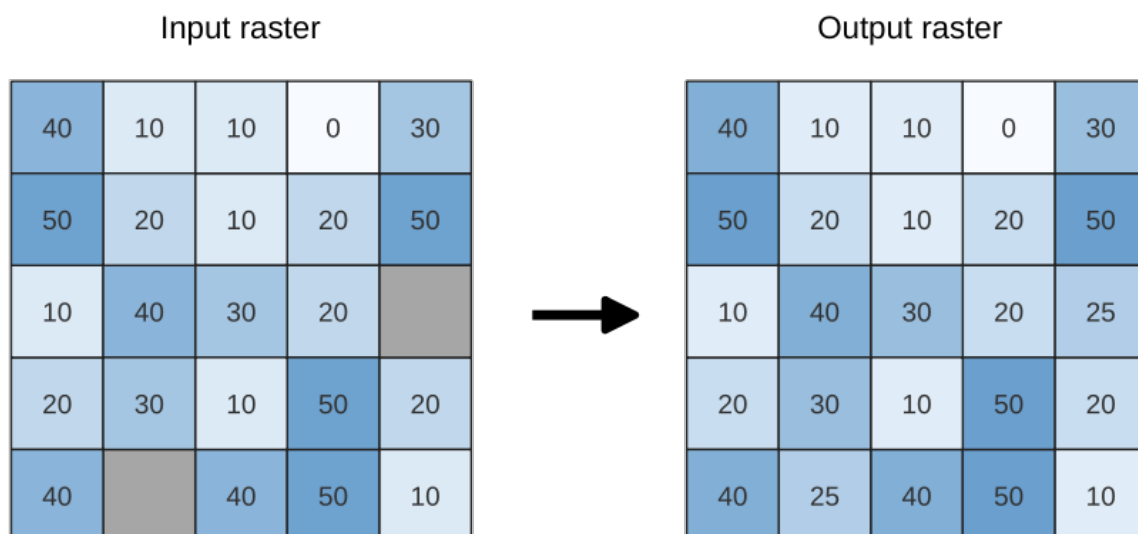 Input raster
Output raster
40 10 10 0 30
50 20 10 20 50
10 40 30 20
20 30 10 50 20
40 40 50 10
40 10 10 0 30
50 20 10 20 50
10 40 30 20 25
20 30 10 50 20
40 25 40 50 10